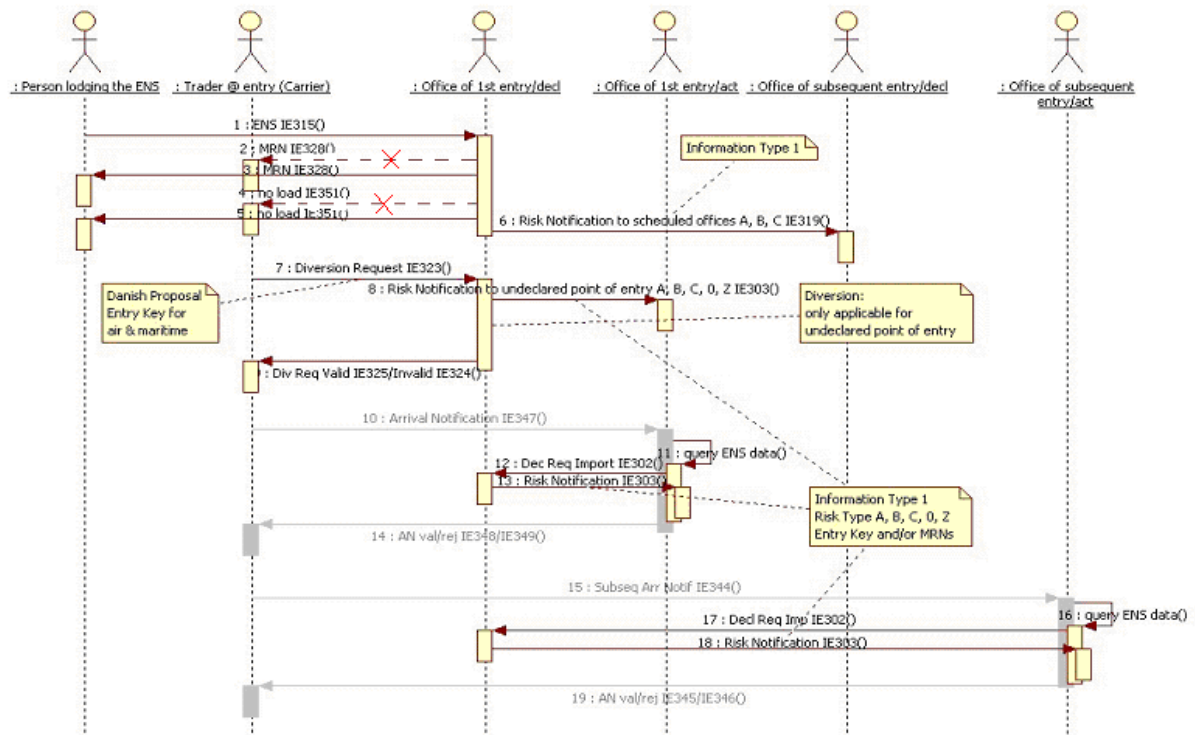 : Person lodging the ENS
: Trader @ entry (Carrier)
: Office of 1st entry/decl
: Office of 1st entry/act
: Office of subsequent entry/decl
: Office of subsequent
entry/act
1 : ENS IE315()
2 : MRN IE328()
3 : MRN IE328()
4 : no load IE351()
5 : no load IE351()
Information Type 1
6 : Risk Notification to scheduled offices A, B, C IE319()
7 : Diversion Request IE323()
8 : Risk Notification to undeclared point of entry A, B, C, 0, Z IE303()
Danish Proposal
Entry Key for
air & maritime
Diversion:
only applicable for
undeclared point of entry
: Div Req Valid IE325/Invalid IE324()
10 : Arrival Notification IE347()
11 : query ENS data()
12 : Dec Req Import IE302()
13 : Risk Notification IE303()
Information Type 1
Risk Type A, B, C, 0, Z
Entry Key and/or MRNs
14 : AN val/rej IE348/IE349()
15 : Subseq Arr Notif IE344()
16 : query ENS data()
17 : Decl Req Imp IE302()
18 : Risk Notification IE303()
19 : AN val/rej IE345/IE346()